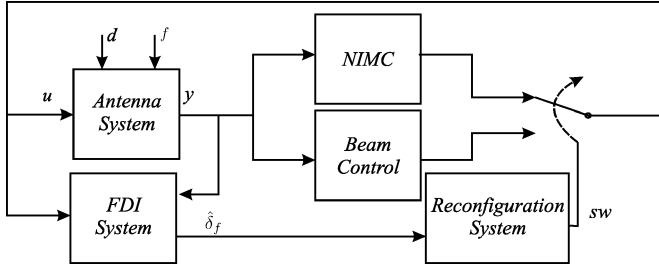 d
f
NIMC
u
Antenna
System
y
Beam
Control
FDI
System
δ̂f
Reconfiguration
System
sw